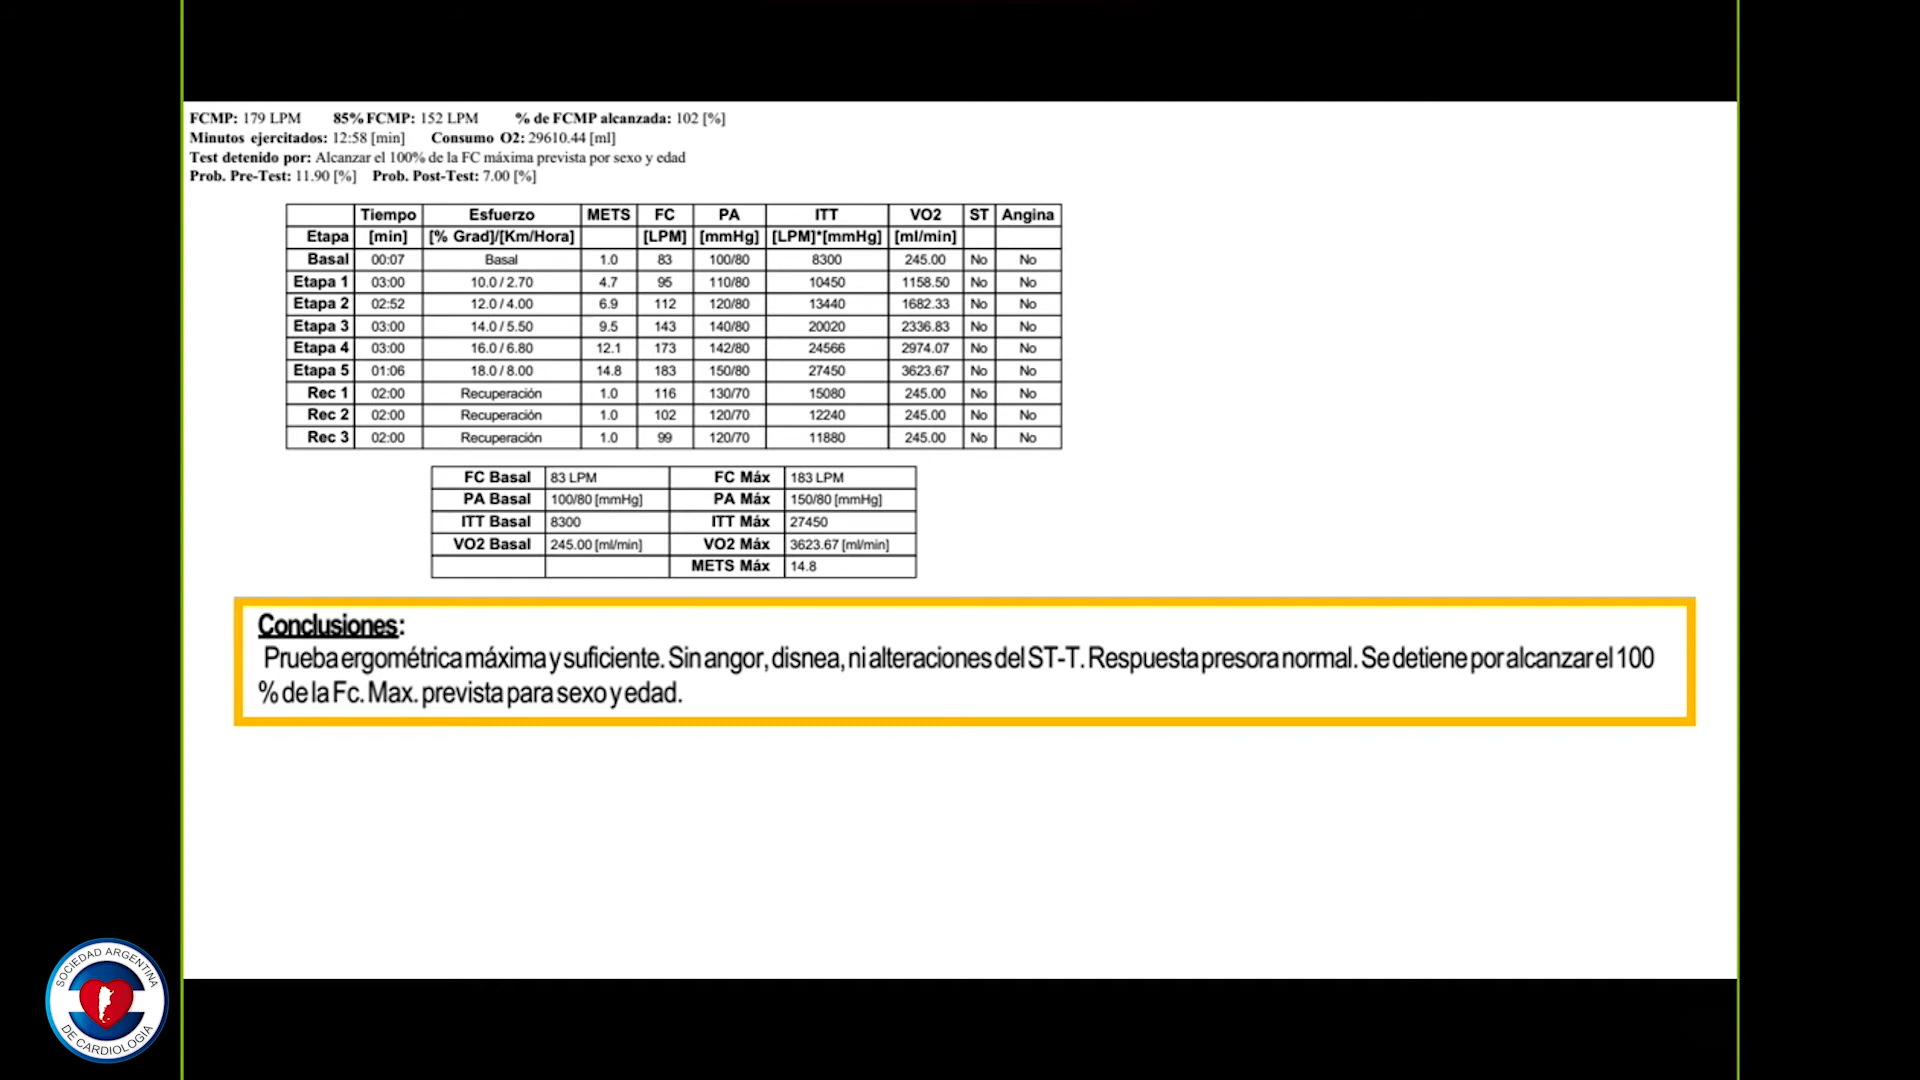 FCMP: 179 LPM 85% FCMP: 152 LPM % de FCMP alcanzada: 102 [%]
Minutos ejercitados: 12:58 [min] Consumo O2: 29610.44 [ml]
Test detenido por: Alcanzar el 100% de la FC máxima prevista por sexo y edad
Prob. Pre-Test: 11.90 [%] Prob. Post-Test: 7.00 [%]
Tiempo Esfuerzo METS FC PA ITT VO2 ST Angina
Etapa [min] [% Grad]/[Km/Hora] [LPM] [mmHg] [LPM]*[mmHg] [ml/min]
Basal 00:07 Basal 1.0 83 100/80 8300 245.00 No No
Etapa 1 03:00 10.0 / 2.70 4.7 95 110/80 10450 1158.50 No No
Etapa 2 02:52 12.0 / 4.00 6.9 112 120/80 13440 1682.33 No No
Etapa 3 03:00 14.0 / 5.50 9.5 143 140/80 20020 2336.83 No No
Etapa 4 03:00 16.0 / 6.80 12.1 173 142/80 24566 2974.07 No No
Etapa 5 01:06 18.0 / 8.00 14.8 183 150/80 27450 3623.67 No No
Rec 1 02:00 Recuperación 1.0 116 130/70 15080 245.00 No No
Rec 2 02:00 Recuperación 1.0 102 120/70 12240 245.00 No No
Rec 3 02:00 Recuperación 1.0 99 120/70 11880 245.00 No No
FC Basal 83 LPM FC Máx 183 LPM
PA Basal 100/80 [mmHg] PA Máx 150/80 [mmHg]
ITT Basal 8300 ITT Máx 27450
VO2 Basal 245.00 [ml/min] VO2 Máx 3623.67 [ml/min]
METS Máx 14.8
Conclusiones:
Prueba ergométrica máxima y suficiente. Sin angor, disnea, ni alteraciones del ST-T. Respuesta presora normal. Se detiene por alcanzar el 100
% de la Fc. Max. prevista para sexo y edad.
SOCIEDAD ARGENTINA
DE CARDIOLOGIA